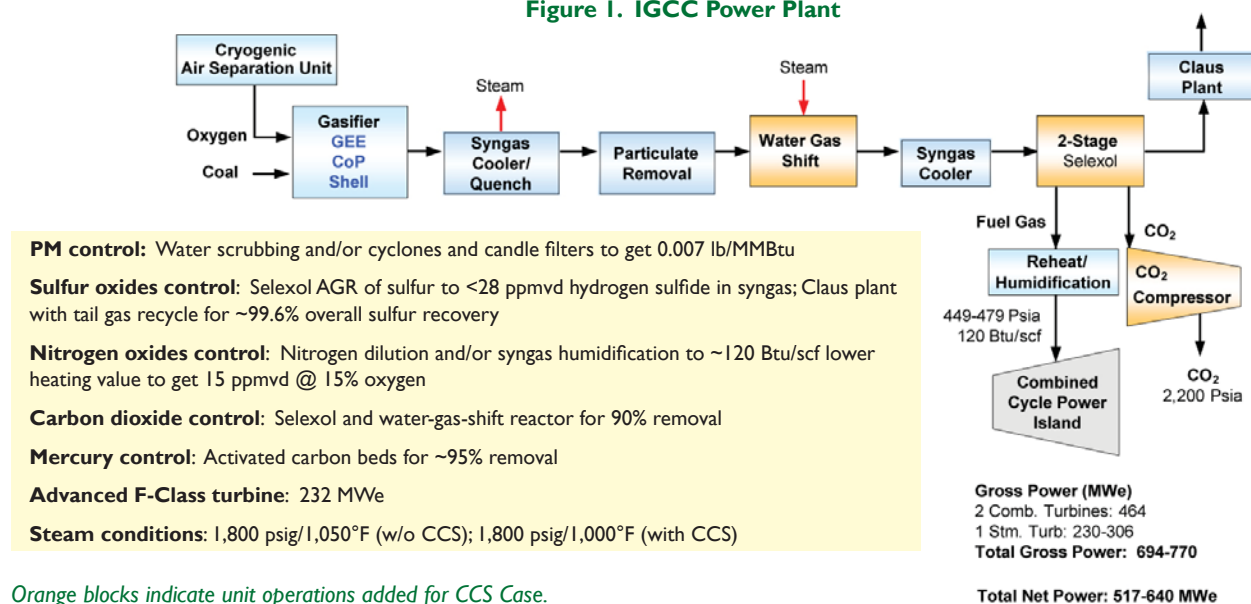 Figure 1. IGCC Power Plant
Cryogenic
Air Separation Unit
Oxygen
Coal
Gasifier
GEE
CoP
Shell
Steam
Syngas
Cooler/
Quench
Particulate
Removal
Steam
Water Gas
Shift
Syngas
Cooler
2-Stage
Selexol
Claus
Plant
Fuel Gas
CO₂
Reheat/
Humidification
CO₂
Compressor
449-479 Psia
120 Btu/scf
Combined
Cycle Power
Island
CO₂
2,200 Psia
PM control: Water scrubbing and/or cyclones and candle filters to get 0.007 lb/MMBtu
Sulfur oxides control: Selexol AGR of sulfur to <28 ppmvd hydrogen sulfide in syngas; Claus plant
with tail gas recycle for ~99.6% overall sulfur recovery
Nitrogen oxides control: Nitrogen dilution and/or syngas humidification to ~120 Btu/scf lower
heating value to get 15 ppmvd @ 15% oxygen
Carbon dioxide control: Selexol and water-gas-shift reactor for 90% removal
Mercury control: Activated carbon beds for ~95% removal
Advanced F-Class turbine: 232 MWe
Steam conditions: 1,800 psig/1,050°F (w/o CCS); 1,800 psig/1,000°F (with CCS)
Gross Power (MWe)
2 Comb. Turbines: 464
1 Stm. Turb: 230-306
Total Gross Power: 694-770
Total Net Power: 517-640 MWe
Orange blocks indicate unit operations added for CCS Case.